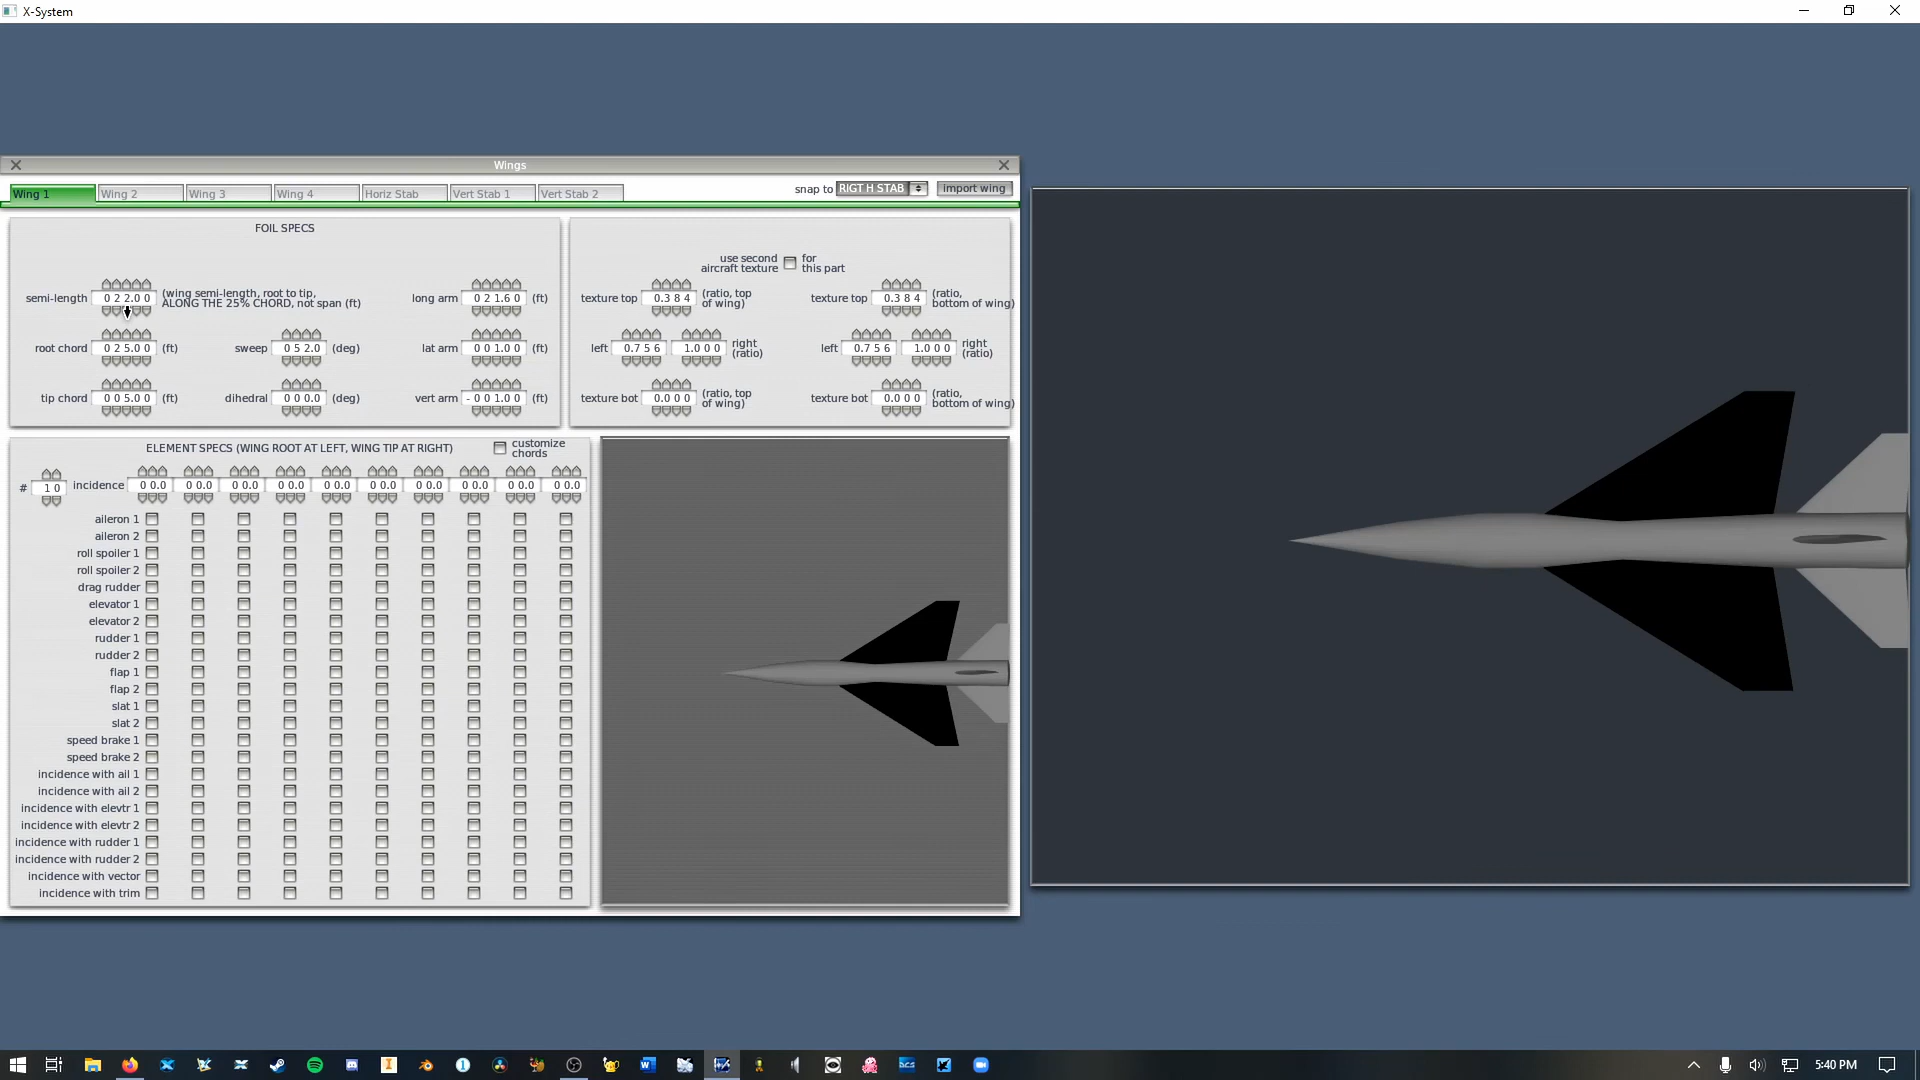 X-System
Wings
Wing 1 Wing 2 Wing 3 Wing 4 Horiz Stab Vert Stab 1 Vert Stab 2 snap to RIGT H STAB import wing
FOIL SPECS
use second aircraft texture for this part
semi-length 0 2 2.0 0 (wing semi-length, root to tip, ALONG THE 25% CHORD, not span (ft) long arm 0 2 1.6 0 (ft)
texture top 0.3 8 4 (ratio, top of wing) texture top 0.3 8 4 (ratio, bottom of wing)
root chord 0 2 5.0 0 (ft) sweep 0 5 2.0 (deg) lat arm 0 0 1.0 0 (ft)
left 0.7 5 6 1.0 0 0 right (ratio) left 0.7 5 6 1.0 0 0 right (ratio)
tip chord 0 0 5.0 0 (ft) dihedral 0 0 0.0 (deg) vert arm - 0 0 1.0 0 (ft)
texture bot 0.0 0 0 (ratio, top of wing) texture bot 0.0 0 0 (ratio, bottom of wing)
ELEMENT SPECS (WING ROOT AT LEFT, WING TIP AT RIGHT) customize chords
# 1 0 incidence 0 0.0 0 0.0 0 0.0 0 0.0 0 0.0 0 0.0 0 0.0 0 0.0 0 0.0 0 0.0
aileron 1
aileron 2
roll spoiler 1
roll spoiler 2
drag rudder
elevator 1
elevator 2
rudder 1
rudder 2
flap 1
flap 2
slat 1
slat 2
speed brake 1
speed brake 2
incidence with ail 1
incidence with ail 2
incidence with elevtr 1
incidence with elevtr 2
incidence with rudder 1
incidence with rudder 2
incidence with vector
incidence with trim
5:40 PM